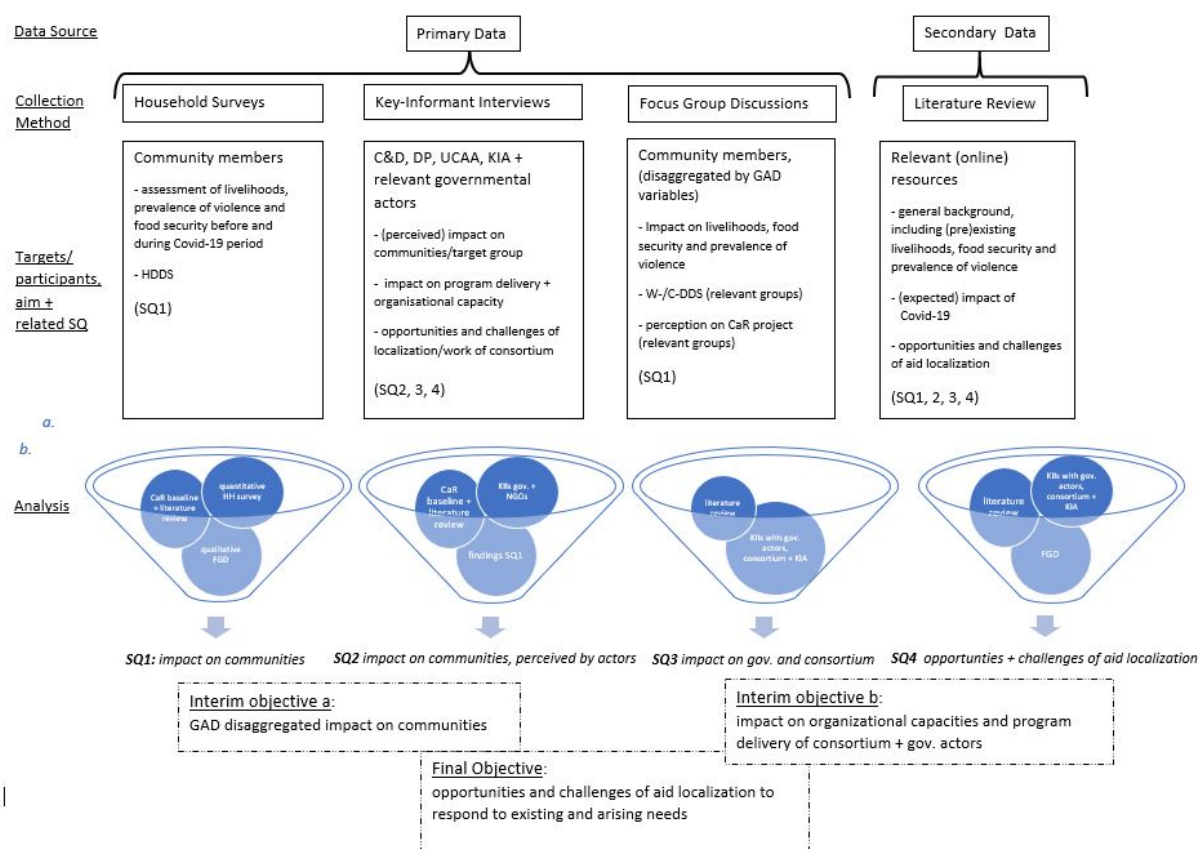 Data Source
Primary Data
Secondary Data
Collection
Method
Household Surveys
Key-Informant Interviews
Focus Group Discussions
Literature Review
Targets/
participants,
aim +
related SQ
Community members
- assessment of livelihoods,
prevalence of violence and
food security before and
during Covid-19 period
- HDDS
(SQ1)
C&D, DP, UCAA, KIA +
relevant governmental
actors
- (perceived) impact on
communities/target group
- impact on program delivery +
organisational capacity
- opportunities and challenges of
localization/work of consortium
(SQ2, 3, 4)
Community members,
(disaggregated by GAD
variables)
- Impact on livelihoods, food
security and prevalence of
violence
- W-/C-DDS (relevant groups)
- perception on CaR project
(relevant groups)
(SQ1)
Relevant (online)
resources
- general background,
including (pre)existing
livelihoods, food security and
prevalence of violence
- (expected) impact of
Covid-19
- opportunities and challenges
of aid localization
(SQ1, 2, 3, 4)
a.
b.
Analysis
CaR baseline
+ literature
review
quantitative
HH survey
qualitative
FGD
CaR
baseline +
literature
review
KIIs gov. +
NGOs
findings SQ1
literature
review
KIIs with gov.
actors,
consortium + KIA
literature
review
KIIs with gov.
actors,
consortium +
KIA
FGD
SQ1: impact on communities
SQ2 impact on communities, perceived by actors
SQ3 impact on gov. and consortium
SQ4 opportunties + challenges of aid localization
Interim objective a:
GAD disaggregated impact on communities
Interim objective b:
impact on organizational capacities and program
delivery of consortium + gov. actors
Final Objective:
opportunities and challenges of aid localization to
respond to existing and arising needs